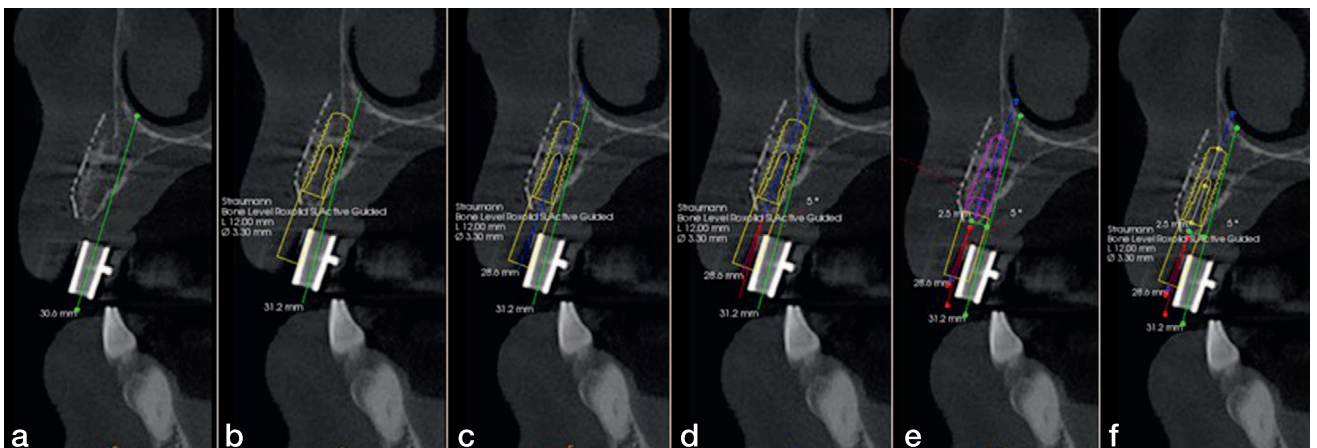 30.6 mm
a
Straumann
Bone Level Roxolid SLActive Guided
L 12.00 mm
Ø 3.30 mm
31.2 mm
b
Straumann
Bone Level Roxolid SLActive Guided
L 12.00 mm
Ø 3.30 mm
28.6 mm
31.2 mm
c
5°
Straumann
Bone Level Roxolid SLActive Guided
L 12.00 mm
Ø 3.30 mm
28.6 mm
31.2 mm
d
2.5 mm
5°
28.6 mm
31.2 mm
e
2.5 mm
5°
Straumann
Bone Level Roxolid SLActive Guided
L 12.00 mm
Ø 3.30 mm
28.6 mm
31.2 mm
f